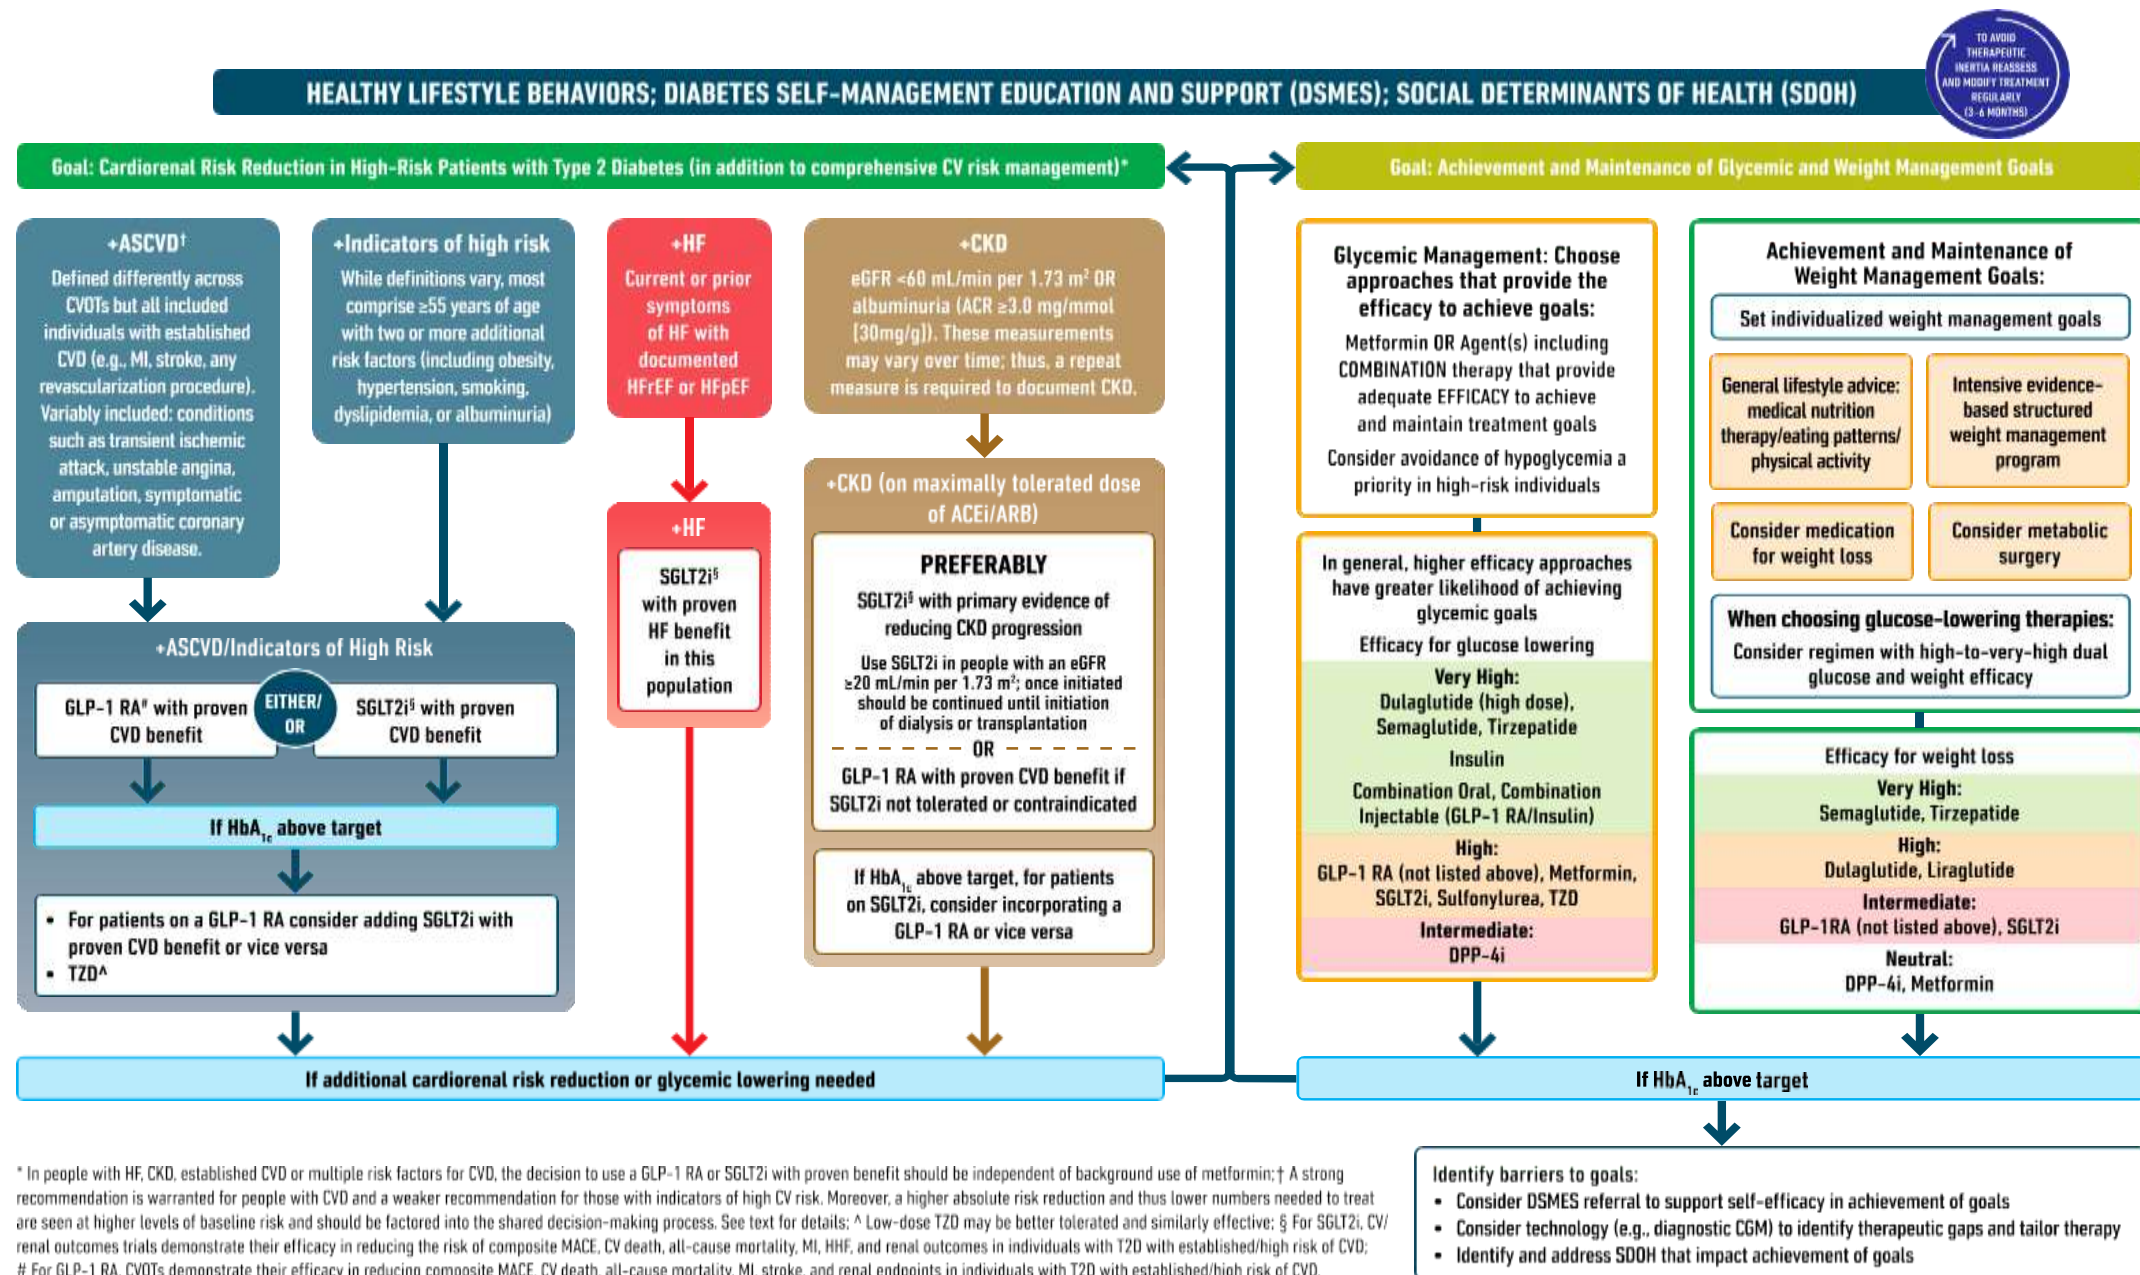 TO AVOID
THERAPEUTIC
INERTIA REASSESS
AND MODIFY TREATMENT
REGULARLY
(3-6 MONTHS)
HEALTHY LIFESTYLE BEHAVIORS; DIABETES SELF-MANAGEMENT EDUCATION AND SUPPORT (DSMES); SOCIAL DETERMINANTS OF HEALTH (SDOH)
Goal: Cardiorenal Risk Reduction in High-Risk Patients with Type 2 Diabetes (in addition to comprehensive CV risk management)*
+ASCVD†
Defined differently across
CVOTs but all included
individuals with established
CVD (e.g., MI, stroke, any
revascularization procedure).
Variably included: conditions
such as transient ischemic
attack, unstable angina,
amputation, symptomatic
or asymptomatic coronary
artery disease.
+Indicators of high risk
While definitions vary, most
comprise ≥55 years of age
with two or more additional
risk factors (including obesity,
hypertension, smoking,
dyslipidemia, or albuminuria)
+ASCVD/Indicators of High Risk
GLP-1 RA# with proven
CVD benefit
EITHER/
OR
SGLT2i§ with proven
CVD benefit
If HbA1c above target
• For patients on a GLP-1 RA consider adding SGLT2i with
proven CVD benefit or vice versa
• TZD^
+HF
Current or prior
symptoms
of HF with
documented
HFrEF or HFpEF
+HF
SGLT2i§
with proven
HF benefit
in this
population
+CKD
eGFR <60 mL/min per 1.73 m² OR
albuminuria (ACR ≥3.0 mg/mmol
[30mg/g]). These measurements
may vary over time; thus, a repeat
measure is required to document CKD.
+CKD (on maximally tolerated dose
of ACEi/ARB)
PREFERABLY
SGLT2i§ with primary evidence of
reducing CKD progression
Use SGLT2i in people with an eGFR
≥20 mL/min per 1.73 m²; once initiated
should be continued until initiation
of dialysis or transplantation
OR
GLP-1 RA with proven CVD benefit if
SGLT2i not tolerated or contraindicated
If HbA1c above target, for patients
on SGLT2i, consider incorporating a
GLP-1 RA or vice versa
If additional cardiorenal risk reduction or glycemic lowering needed
Goal: Achievement and Maintenance of Glycemic and Weight Management Goals
Glycemic Management: Choose
approaches that provide the
efficacy to achieve goals:
Metformin OR Agent(s) including
COMBINATION therapy that provide
adequate EFFICACY to achieve
and maintain treatment goals
Consider avoidance of hypoglycemia a
priority in high-risk individuals
In general, higher efficacy approaches
have greater likelihood of achieving
glycemic goals
Efficacy for glucose lowering
Very High:
Dulaglutide (high dose),
Semaglutide, Tirzepatide
Insulin
Combination Oral, Combination
Injectable (GLP-1 RA/Insulin)
High:
GLP-1 RA (not listed above), Metformin,
SGLT2i, Sulfonylurea, TZD
Intermediate:
DPP-4i
Achievement and Maintenance of
Weight Management Goals:
Set individualized weight management goals
General lifestyle advice:
medical nutrition
therapy/eating patterns/
physical activity
Intensive evidence-
based structured
weight management
program
Consider medication
for weight loss
Consider metabolic
surgery
When choosing glucose-lowering therapies:
Consider regimen with high-to-very-high dual
glucose and weight efficacy
Efficacy for weight loss
Very High:
Semaglutide, Tirzepatide
High:
Dulaglutide, Liraglutide
Intermediate:
GLP-1RA (not listed above), SGLT2i
Neutral:
DPP-4i, Metformin
If HbA1c above target
Identify barriers to goals:
• Consider DSMES referral to support self-efficacy in achievement of goals
• Consider technology (e.g., diagnostic CGM) to identify therapeutic gaps and tailor therapy
• Identify and address SDOH that impact achievement of goals
* In people with HF, CKD, established CVD or multiple risk factors for CVD, the decision to use a GLP-1 RA or SGLT2i with proven benefit should be independent of background use of metformin;† A strong
recommendation is warranted for people with CVD and a weaker recommendation for those with indicators of high CV risk. Moreover, a higher absolute risk reduction and thus lower numbers needed to treat
are seen at higher levels of baseline risk and should be factored into the shared decision-making process. See text for details; ^ Low-dose TZD may be better tolerated and similarly effective; § For SGLT2i, CV/
renal outcomes trials demonstrate their efficacy in reducing the risk of composite MACE, CV death, all-cause mortality, MI, HHF, and renal outcomes in individuals with T2D with established/high risk of CVD;
# For GLP-1 RA, CVOTs demonstrate their efficacy in reducing composite MACE, CV death, all-cause mortality, MI, stroke, and renal endpoints in individuals with T2D with established/high risk of CVD.